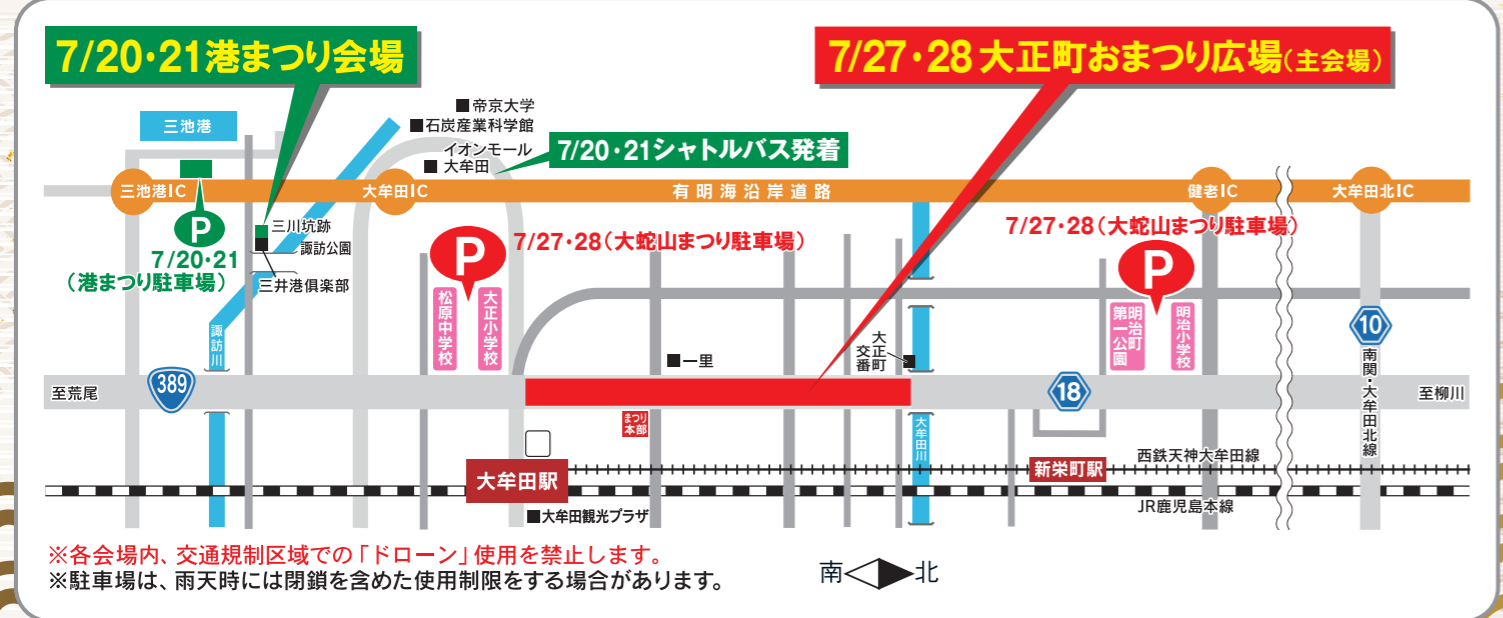 7/20・21港まつり会場
7/27・28 大正町おまつり広場(主会場)
三池港
■帝京大学
■石炭産業科学館
イオンモール
■ 大牟田
7/20・21シャトルバス発着
三池港IC
大牟田IC
有明海沿岸道路
健老IC
大牟田北IC
P
7/20・21
(港まつり駐車場)
三川坑跡
諏訪公園
三井港倶楽部
P
7/27・28(大蛇山まつり駐車場)
松原中学校
大正小学校
7/27・28(大蛇山まつり駐車場)
P
明治町
第一公園
明治小学校
諏訪川
■一里
大正町
交番
10
南関・大牟田北線
至荒尾
389
18
至柳川
まつり
本部
大牟田川
大牟田駅
新栄町駅
西鉄天神大牟田線
JR鹿児島本線
■大牟田観光プラザ
※各会場内、交通規制区域での「ドローン」使用を禁止します。
※駐車場は、雨天時には閉鎖を含めた使用制限をする場合があります。
南 北